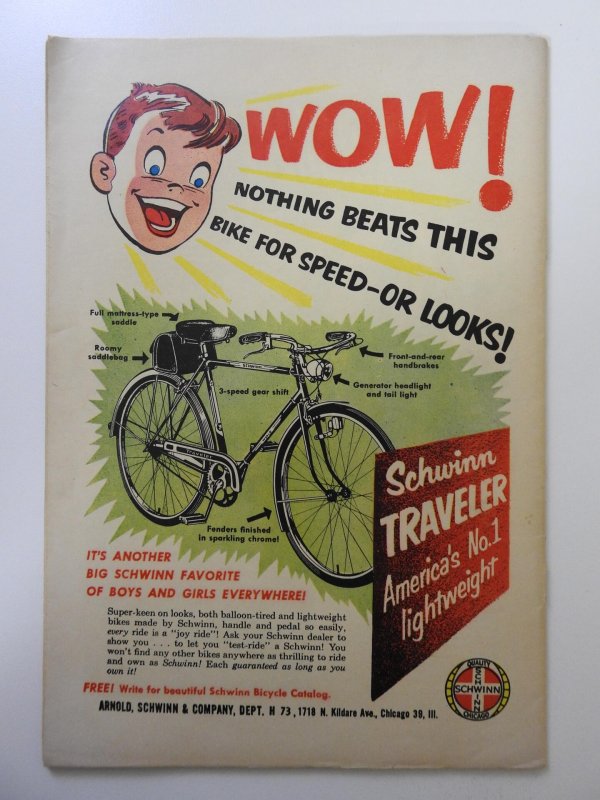 WOW!
NOTHING BEATS THIS
BIKE FOR SPEED-OR LOOKS!
Full mattress-type
saddle
Roomy
saddlebag
3-speed gear shift
Front-and-rear
handbrakes
Generator headlight
and tail light
SCHWINN
Traveler
Fenders finished
in sparkling chrome!
Schwinn
TRAVELER
America's No.1
lightweight
IT'S ANOTHER
BIG SCHWINN FAVORITE
OF BOYS AND GIRLS EVERYWHERE!
Super-keen on looks, both balloon-tired and lightweight
bikes made by Schwinn, handle and pedal so easily,
every ride is a "joy ride"! Ask your Schwinn dealer to
show you . . . to let you "test-ride" a Schwinn! You
won't find any other bikes anywhere as thrilling to ride
and own as Schwinn! Each guaranteed as long as you
own it!
FREE! Write for beautiful Schwinn Bicycle Catalog.
ARNOLD, SCHWINN & COMPANY, DEPT. H 73, 1718 N. Kildare Ave., Chicago 39, Ill.
QUALITY
SCHWINN
SCHWINN
CHICAGO